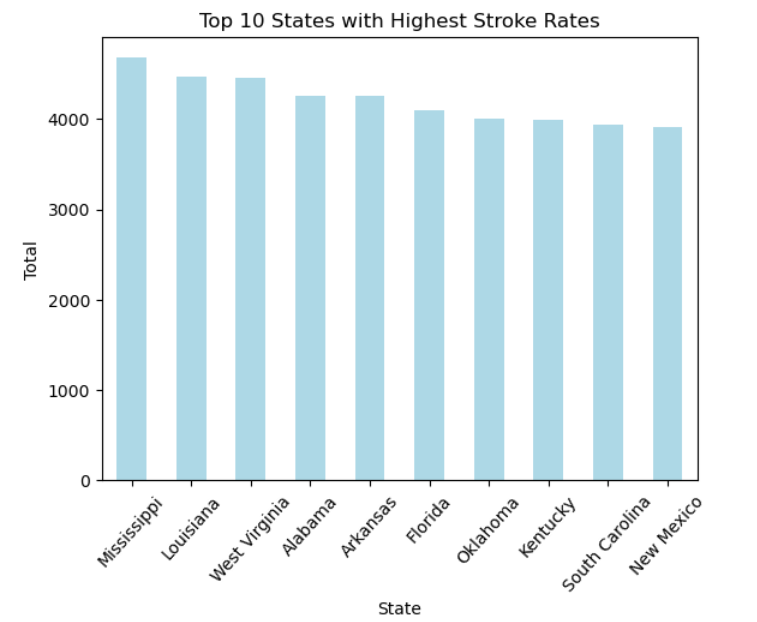 Top 10 States with Highest Stroke Rates
Total
4000
3000
2000
1000
0
Mississippi
Louisiana
West Virginia
Alabama
Arkansas
Florida
Oklahoma
Kentucky
South Carolina
New Mexico
State